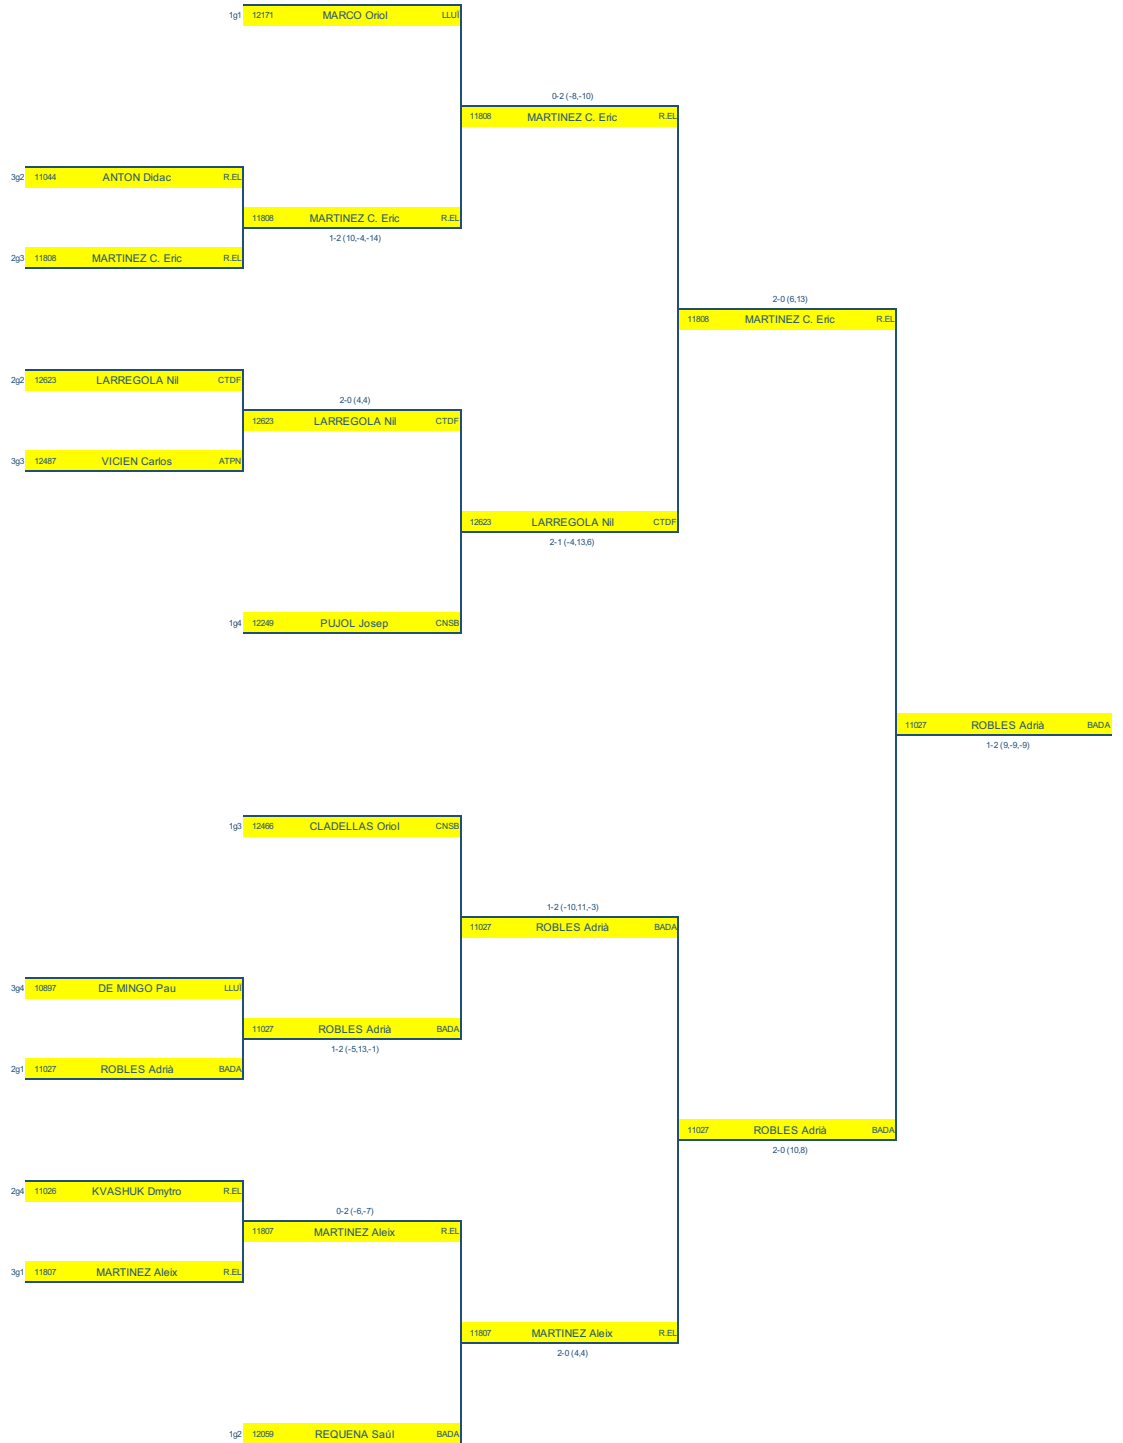 1g1 12171 MARCO Oriol LLUÏ
0-2 (-8,-10)
11808 MARTINEZ C. Eric R.EL
3g2 11044 ANTON Didac R.EL
11808 MARTINEZ C. Eric R.EL
1-2 (10,-4,-14)
2g3 11808 MARTINEZ C. Eric R.EL
2-0 (6,13)
11808 MARTINEZ C. Eric R.EL
2g2 12623 LARREGOLA Nil CTDF
2-0 (4,4)
12623 LARREGOLA Nil CTDF
3g3 12487 VICIEN Carlos ATPN
12623 LARREGOLA Nil CTDF
2-1 (-4,13,6)
1g4 12249 PUJOL Josep CNSB
11027 ROBLES Adrià BADA
1-2 (9,-9,-9)
1g3 12466 CLADELLAS Oriol CNSB
1-2 (-10,11,-3)
11027 ROBLES Adrià BADA
3g4 10897 DE MINGO Pau LLUÏ
11027 ROBLES Adrià BADA
1-2 (-5,13,-1)
2g1 11027 ROBLES Adrià BADA
11027 ROBLES Adrià BADA
2-0 (10,8)
2g4 11026 KVASHUK Dmytro R.EL
0-2 (-6,-7)
11807 MARTINEZ Aleix R.EL
3g1 11807 MARTINEZ Aleix R.EL
11807 MARTINEZ Aleix R.EL
2-0 (4,4)
1g2 12059 REQUENA Saúl BADA